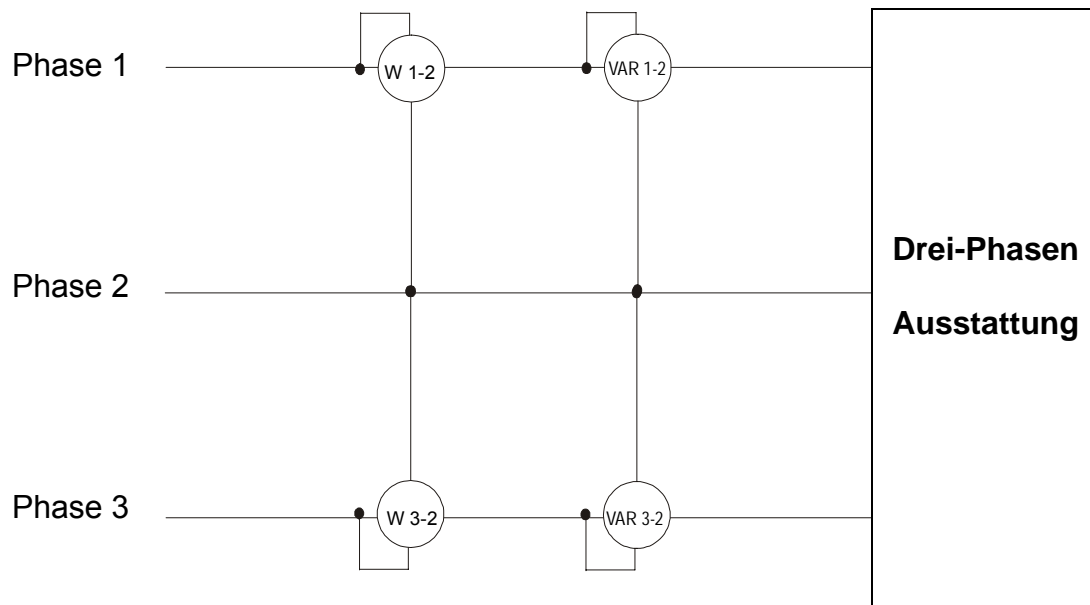 Phase 1
W 1-2
VAR 1-2
Phase 2
Drei-Phasen
Ausstattung
Phase 3
W 3-2
VAR 3-2